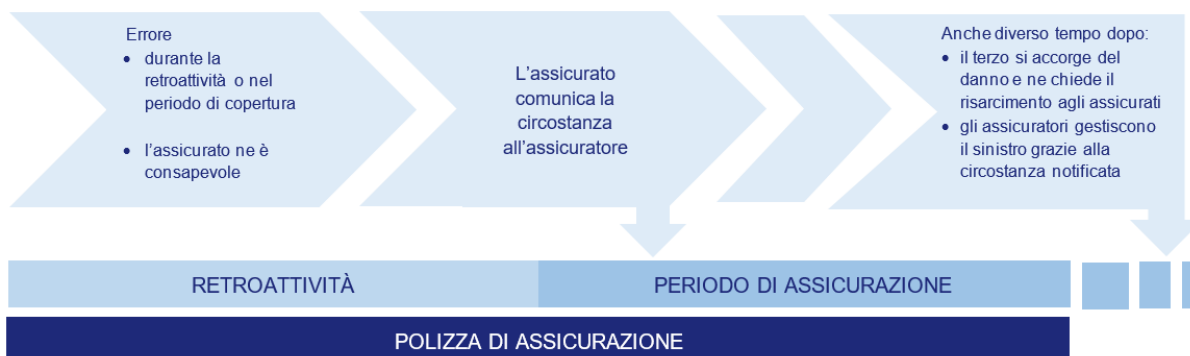 Errore
• durante la
retroattività o nel
periodo di copertura
• l'assicurato ne è
consapevole
L'assicurato
comunica la
circostanza
all'assicuratore
Anche diverso tempo dopo:
• il terzo si accorge del
danno e ne chiede il
risarcimento agli assicurati
• gli assicuratori gestiscono
il sinistro grazie alla
circostanza notificata
RETROATTIVITÀ
PERIODO DI ASSICURAZIONE
POLIZZA DI ASSICURAZIONE